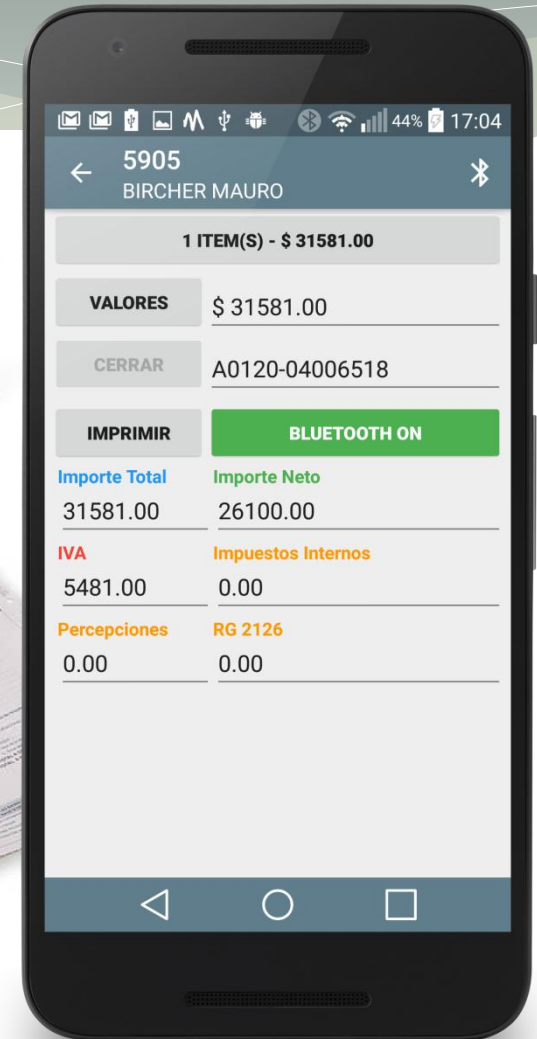 44% 17:04
5905
BIRCHER MAURO
1 ITEM(S) - $ 31581.00
VALORES $ 31581.00
CERRAR A0120-04006518
IMPRIMIR BLUETOOTH ON
Importe Total Importe Neto
31581.00 26100.00
IVA Impuestos Internos
5481.00 0.00
Percepciones RG 2126
0.00 0.00